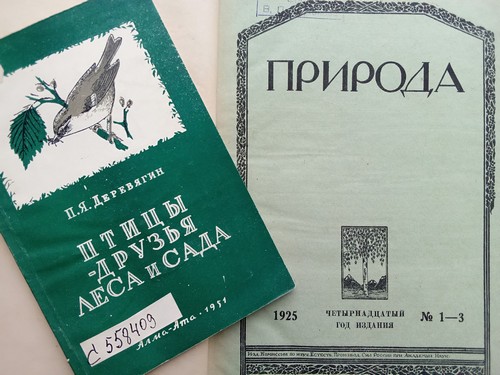 П.Я. ДЕРЕВЯГИН
ПТИЦЫ
-ДРУЗЬЯ
ЛЕСА и САДА
С 558409
Алма-Ата · 1951
ПРИРОДА
1925
ЧЕТЫРНАДЦАТЫЙ
ГОД ИЗДАНИЯ
№ 1—3